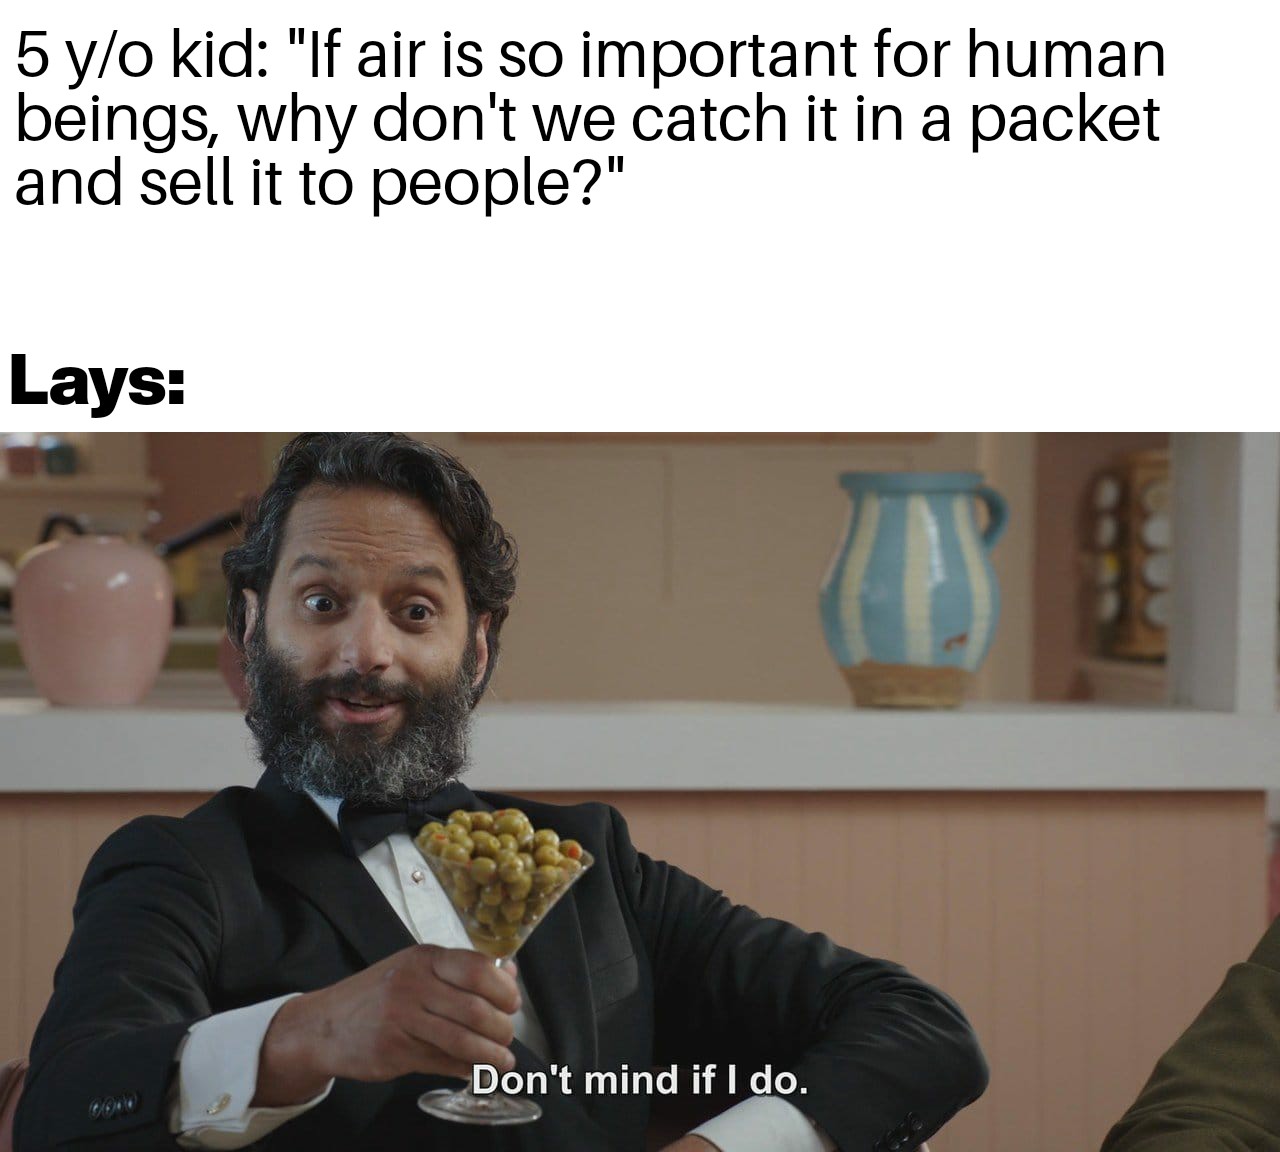 5 y/o kid: "If air is so important for human
beings, why don't we catch it in a packet
and sell it to people?"
Lays:
Don't mind if I do.